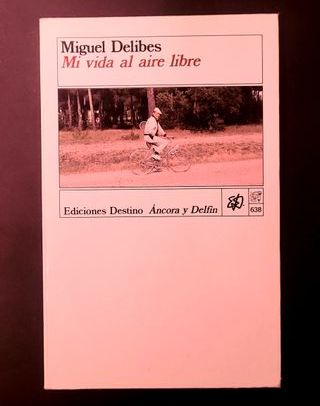 Miguel Delibes
Mi vida al aire libre
Ediciones Destino Áncora y Delfín
638